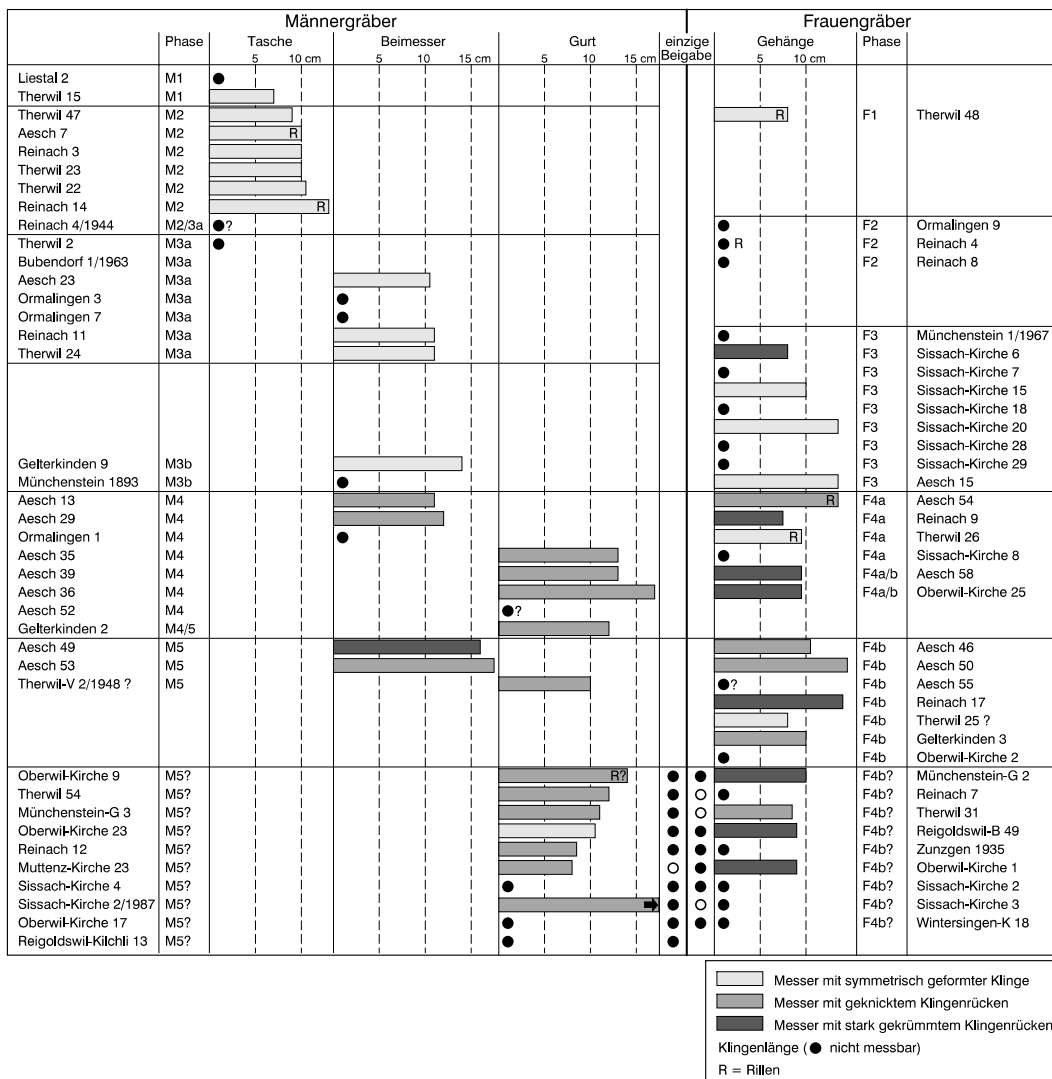 Männergräber Frauengräber
Phase Tasche Beimesser Gurt einzige Beigabe Gehänge Phase
5 10 cm 5 10 5 10 15 cm 5 10 cm
Liestal 2 M1
Therwil 15 M1
Therwil 47 M2 F1 Therwil 48
R
Aesch 7 M2 R
Reinach 3 M2
Therwil 23 M2
Therwil 22 M2
Reinach 14 M2 R
Reinach 4/1944 M2/3a ? F2 Ormalingen 9
Therwil 2 M3a R F2 Reinach 4
Bubendorf 1/1963 M3a F2 Reinach 8
Aesch 23 M3a
Ormalingen 3 M3a
Ormalingen 7 M3a
Reinach 11 M3a F3 Münchenstein 1/1967
Therwil 24 M3a F3 Sissach-Kirche 6
F3 Sissach-Kirche 7
F3 Sissach-Kirche 15
F3 Sissach-Kirche 18
F3 Sissach-Kirche 20
F3 Sissach-Kirche 28
Gelterkinden 9 M3b F3 Sissach-Kirche 29
Münchenstein 1893 M3b F3 Aesch 15
Aesch 13 M4 R F4a Aesch 54
Aesch 29 M4 F4a Reinach 9
Ormalingen 1 M4 R F4a Therwil 26
Aesch 35 M4 F4a Sissach-Kirche 8
Aesch 39 M4 F4a/b Aesch 58
Aesch 36 M4 F4a/b Oberwil-Kirche 25
Aesch 52 M4 ?
Gelterkinden 2 M4/5
Aesch 49 M5 F4b Aesch 46
Aesch 53 M5 F4b Aesch 50
Therwil-V 2/1948 ? M5 ? F4b Aesch 55
F4b Reinach 17
F4b Therwil 25 ?
F4b Gelterkinden 3
F4b Oberwil-Kirche 2
Oberwil-Kirche 9 M5? R? F4b? Münchenstein-G 2
Therwil 54 M5? F4b? Reinach 7
Münchenstein-G 3 M5? F4b? Therwil 31
Oberwil-Kirche 23 M5? F4b? Reigoldswil-B 49
Reinach 12 M5? F4b? Zunzgen 1935
Muttenz-Kirche 23 M5? F4b? Oberwil-Kirche 1
Sissach-Kirche 4 M5? F4b? Sissach-Kirche 2
Sissach-Kirche 2/1987 M5? F4b? Sissach-Kirche 3
Oberwil-Kirche 17 M5? F4b? Wintersingen-K 18
Reigoldswil-Kilchli 13 M5?
Messer mit symmetrisch geformter Klinge
Messer mit geknicktem Klingenrücken
Messer mit stark gekrümmtem Klingenrücken
Klingenlänge (● nicht messbar)
R = Rillen